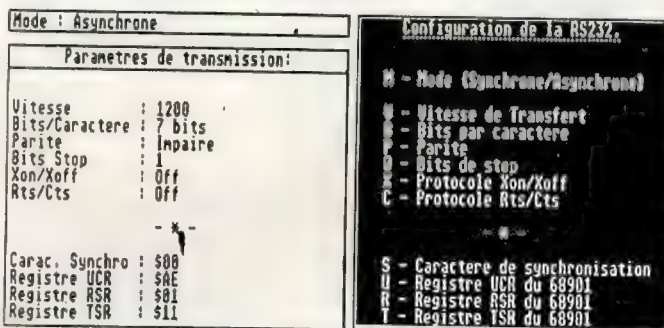 Mode : Asynchrone
Parametres de transmission:
Vitesse : 1200
Bits/Caractere : 7 bits
Parite : Impaire
Bits Stop : 1
Xon/Xoff : Off
Rts/Cts : Off
- * -
Carac. Synchro : $00
Registre UCR : $AE
Registre RSR : $01
Registre TSR : $11
Configuration de la RS232.
M - Mode (Synchrone/Asynchrone)
V - Vitesse de Transfert
B - Bits par caractere
P - Parite
O - Bits de stop
X - Protocole Xon/Xoff
C - Protocole Rts/Cts
S - Caractere de synchronisation
U - Registre UCR du 68901
R - Registre RSR du 68901
T - Registre TSR du 68901